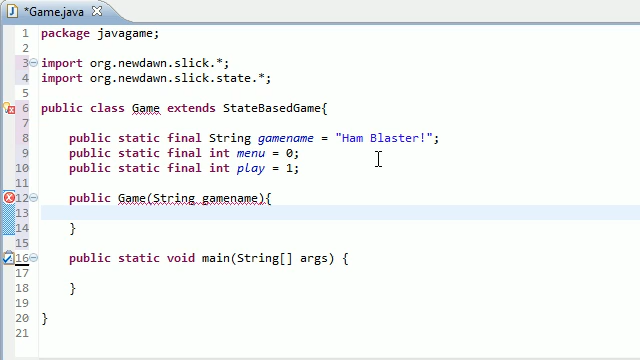 *Game.java
1 package javagame;
2
3 import org.newdawn.slick.*;
4 import org.newdawn.slick.state.*;
5
6 public class Game extends StateBasedGame{
7
8 public static final String gamename = "Ham Blaster!";
9 public static final int menu = 0;
10 public static final int play = 1;
11
12 public Game(String gamename){
13
14 }
15
16 public static void main(String[] args) {
17
18 }
19
20 }
21